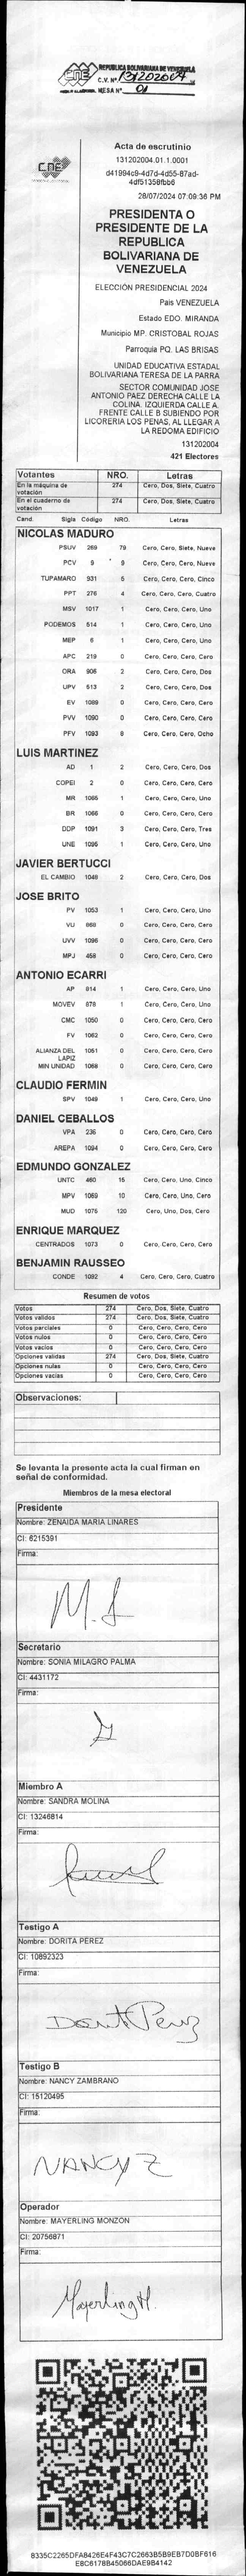 REPUBLICA BOLIVARIANA DE VENEZUELA
CNE
C.V. Nº 131202004
MESA Nº 01
Acta de escrutinio
131202004.01.1.0001
CNE
d41994c9-4d7d-4d55-87ad-
4df51358fbb6
28/07/2024 07:09:36 PM
PRESIDENTA O
PRESIDENTE DE LA
REPUBLICA
BOLIVARIANA DE
VENEZUELA
ELECCIÓN PRESIDENCIAL 2024
Pais VENEZUELA
Estado EDO. MIRANDA
Municipio MP. CRISTOBAL ROJAS
Parroquia PQ. LAS BRISAS
UNIDAD EDUCATIVA ESTADAL
BOLIVARIANA TERESA DE LA PARRA
SECTOR COMUNIDAD JOSE
ANTONIO PAEZ DERECHA CALLE LA
COLINA. IZQUIERDA CALLE A.
FRENTE CALLE B SUBIENDO POR
LICORERIA LOS PENAS, AL LLEGAR A
LA REDOMA EDIFICIO
131202004
421 Electores
Votantes NRO. Letras
En la máquina de votación 274 Cero, Dos, Siete, Cuatro
En el cuaderno de votación 274 Cero, Dos, Siete, Cuatro
Cand. Sigla Código NRO. Letras
NICOLAS MADURO
PSUV 269 79 Cero, Cero, Siete, Nueve
PCV 9 9 Cero, Cero, Cero, Nueve
TUPAMARO 931 5 Cero, Cero, Cero, Cinco
PPT 276 4 Cero, Cero, Cero, Cuatro
MSV 1017 1 Cero, Cero, Cero, Uno
PODEMOS 514 1 Cero, Cero, Cero, Uno
MEP 6 1 Cero, Cero, Cero, Uno
APC 219 0 Cero, Cero, Cero, Cero
ORA 906 2 Cero, Cero, Cero, Dos
UPV 513 2 Cero, Cero, Cero, Dos
EV 1089 0 Cero, Cero, Cero, Cero
PVV 1090 0 Cero, Cero, Cero, Cero
PFV 1093 8 Cero, Cero, Cero, Ocho
LUIS MARTINEZ
AD 1 2 Cero, Cero, Cero, Dos
COPEI 2 0 Cero, Cero, Cero, Cero
MR 1065 1 Cero, Cero, Cero, Uno
BR 1066 0 Cero, Cero, Cero, Cero
DDP 1091 3 Cero, Cero, Cero, Tres
UNE 1095 1 Cero, Cero, Cero, Uno
JAVIER BERTUCCI
EL CAMBIO 1048 2 Cero, Cero, Cero, Dos
JOSE BRITO
PV 1053 1 Cero, Cero, Cero, Uno
VU 868 0 Cero, Cero, Cero, Cero
UVV 1096 0 Cero, Cero, Cero, Cero
MPJ 458 0 Cero, Cero, Cero, Cero
ANTONIO ECARRI
AP 814 1 Cero, Cero, Cero, Uno
MOVEV 878 1 Cero, Cero, Cero, Uno
CMC 1050 0 Cero, Cero, Cero, Cero
FV 1062 0 Cero, Cero, Cero, Cero
ALIANZA DEL LAPIZ 1051 0 Cero, Cero, Cero, Cero
MIN UNIDAD 1068 0 Cero, Cero, Cero, Cero
CLAUDIO FERMIN
SPV 1049 1 Cero, Cero, Cero, Uno
DANIEL CEBALLOS
VPA 236 0 Cero, Cero, Cero, Cero
AREPA 1094 0 Cero, Cero, Cero, Cero
EDMUNDO GONZALEZ
UNTC 460 15 Cero, Cero, Uno, Cinco
MPV 1069 10 Cero, Cero, Uno, Cero
MUD 1075 120 Cero, Uno, Dos, Cero
ENRIQUE MARQUEZ
CENTRADOS 1073 0 Cero, Cero, Cero, Cero
BENJAMIN RAUSSEO
CONDE 1082 4 Cero, Cero, Cero, Cuatro
Resumen de votos
Votos 274 Cero, Dos, Siete, Cuatro
Votos validos 274 Cero, Dos, Siete, Cuatro
Votos parciales 0 Cero, Cero, Cero, Cero
Votos nulos 0 Cero, Cero, Cero, Cero
Votos vacios 0 Cero, Cero, Cero, Cero
Opciones validas 274 Cero, Dos, Siete, Cuatro
Opciones nulas 0 Cero, Cero, Cero, Cero
Opciones vacias 0 Cero, Cero, Cero, Cero
Observaciones:
Se levanta la presente acta la cual firman en
señal de conformidad.
Miembros de la mesa electoral
Presidente
Nombre: ZENAIDA MARIA LINARES
CI: 6215391
Firma:
M.L
Secretario
Nombre: SONIA MILAGRO PALMA
CI: 4431172
Firma:
Miembro A
Nombre: SANDRA MOLINA
CI: 13246814
Firma:
Testigo A
Nombre: DORITA PEREZ
CI: 10892323
Firma:
Testigo B
Nombre: NANCY ZAMBRANO
CI: 15120495
Firma:
NANCY Z
Operador
Nombre: MAYERLING MONZON
CI: 20756871
Firma:
Mayerling M.
8335C2265DFA8426E4F43C7C2663B5B9EB7D0BF616
E8C6178B45066DAE9B4142